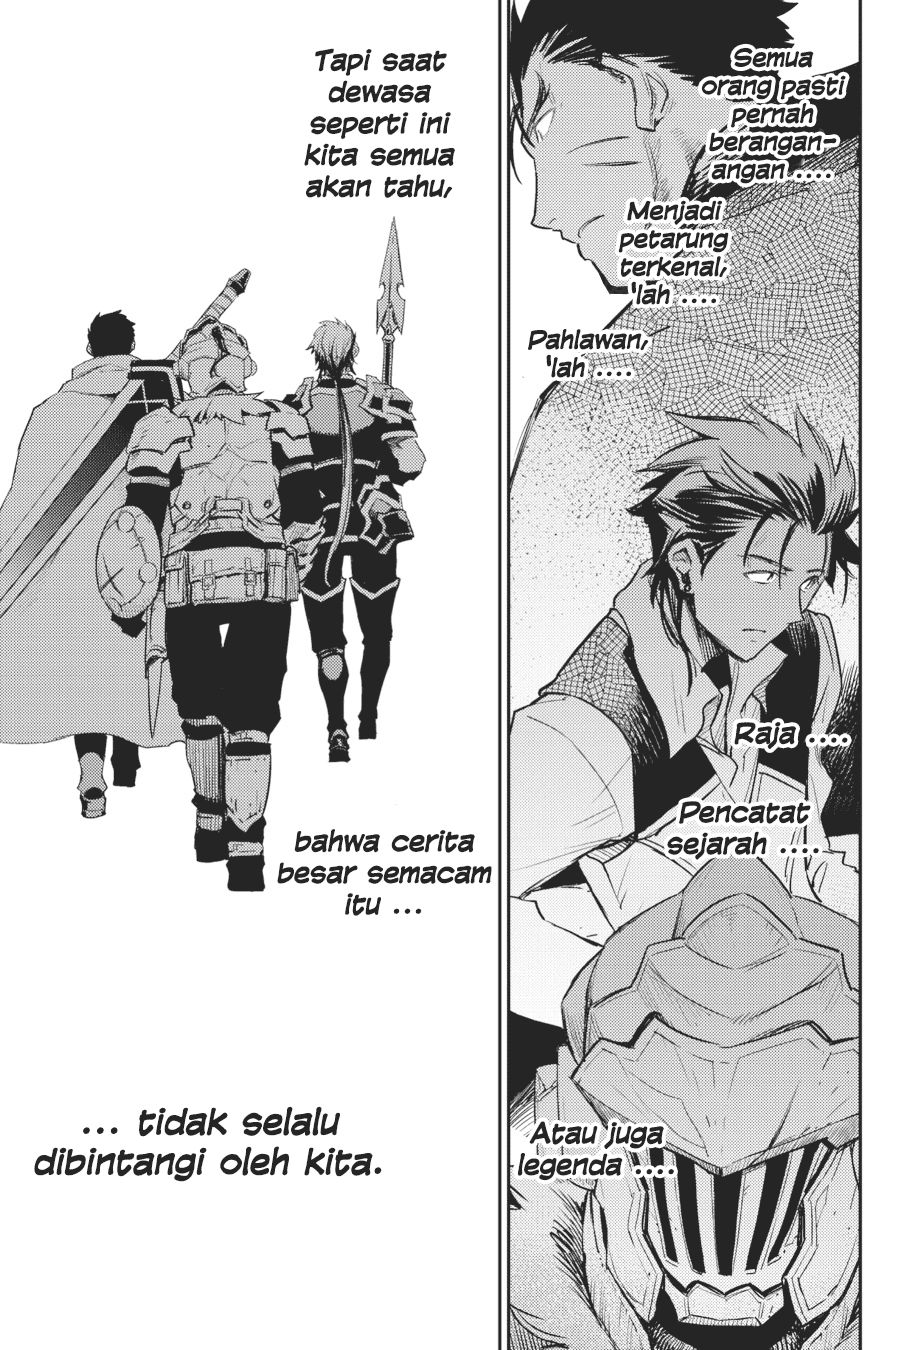 Semua
orang pasti
pernah
berangan-
angan ....
Menjadi
petarung
terkenal,
'lah ....
Pahlawan,
'lah ....
Raja ....
Pencatat
sejarah ....
Atau juga
legenda ....
Tapi saat
dewasa
seperti ini
kita semua
akan tahu,
bahwa cerita
besar semacam
itu ...
... tidak selalu
dibintangi oleh kita.